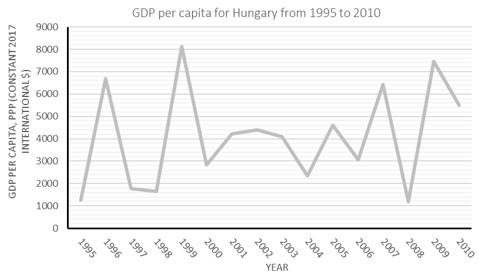 GDP per capita for Hungary from 1995 to 2010
GDP PER CAPITA, PPP (CONSTANT 2017
INTERNATIONAL $)
9000
8000
7000
6000
5000
4000
3000
2000
1000
0
1995 1996 1997 1998 1999 2000 2001 2002 2003 2004 2005 2006 2007 2008 2009 2010
YEAR